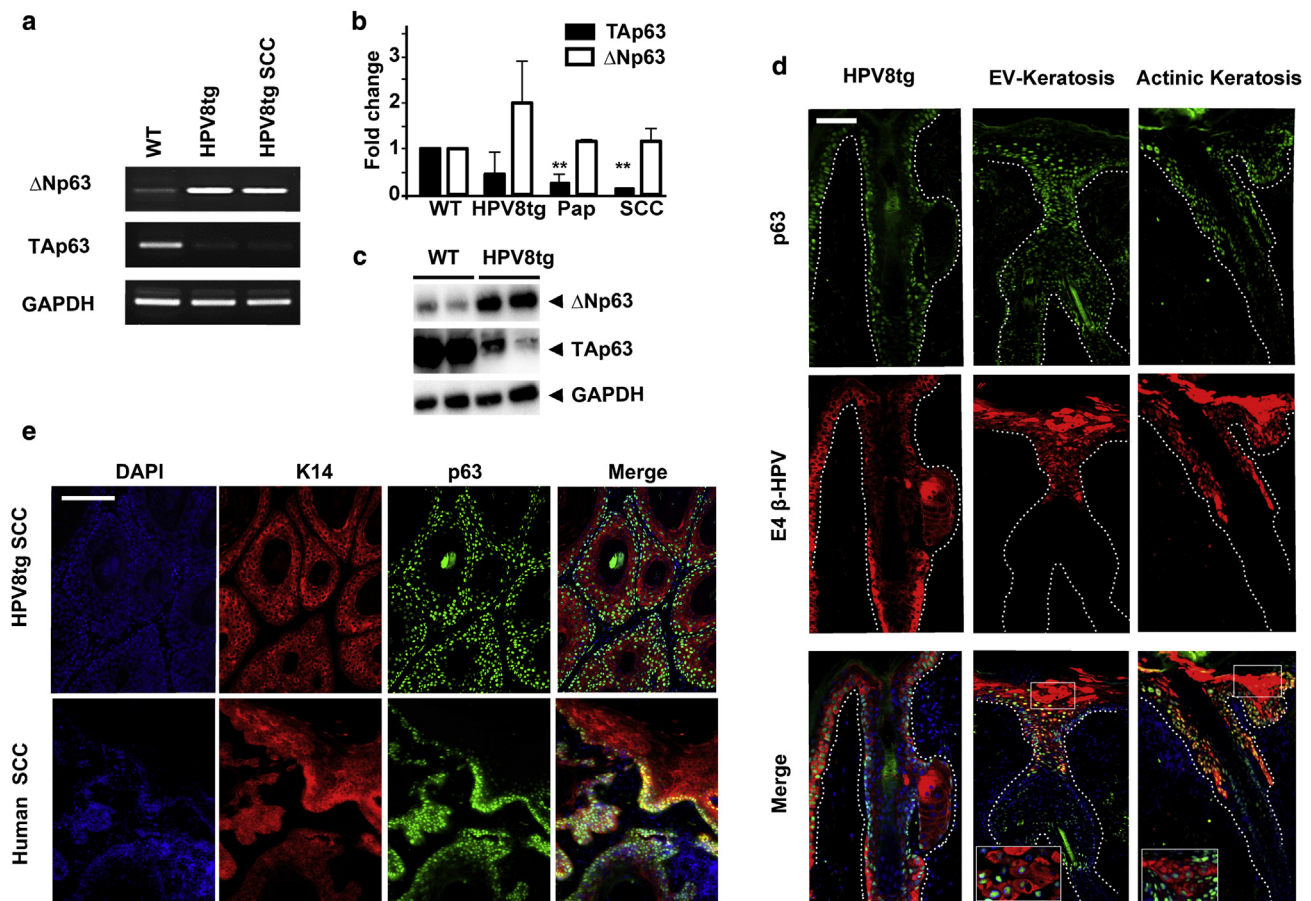 a
WT
HPV8tg
HPV8tg SCC
ΔNp63
TAp63
GAPDH
b
TAp63
ΔNp63
Fold change
3
2
1
0
** **
WT HPV8tg Pap SCC
c
WT HPV8tg
ΔNp63
TAp63
GAPDH
d
HPV8tg EV-Keratosis Actinic Keratosis
p63
E4 β-HPV
Merge
e
DAPI K14 p63 Merge
HPV8tg SCC
Human SCC